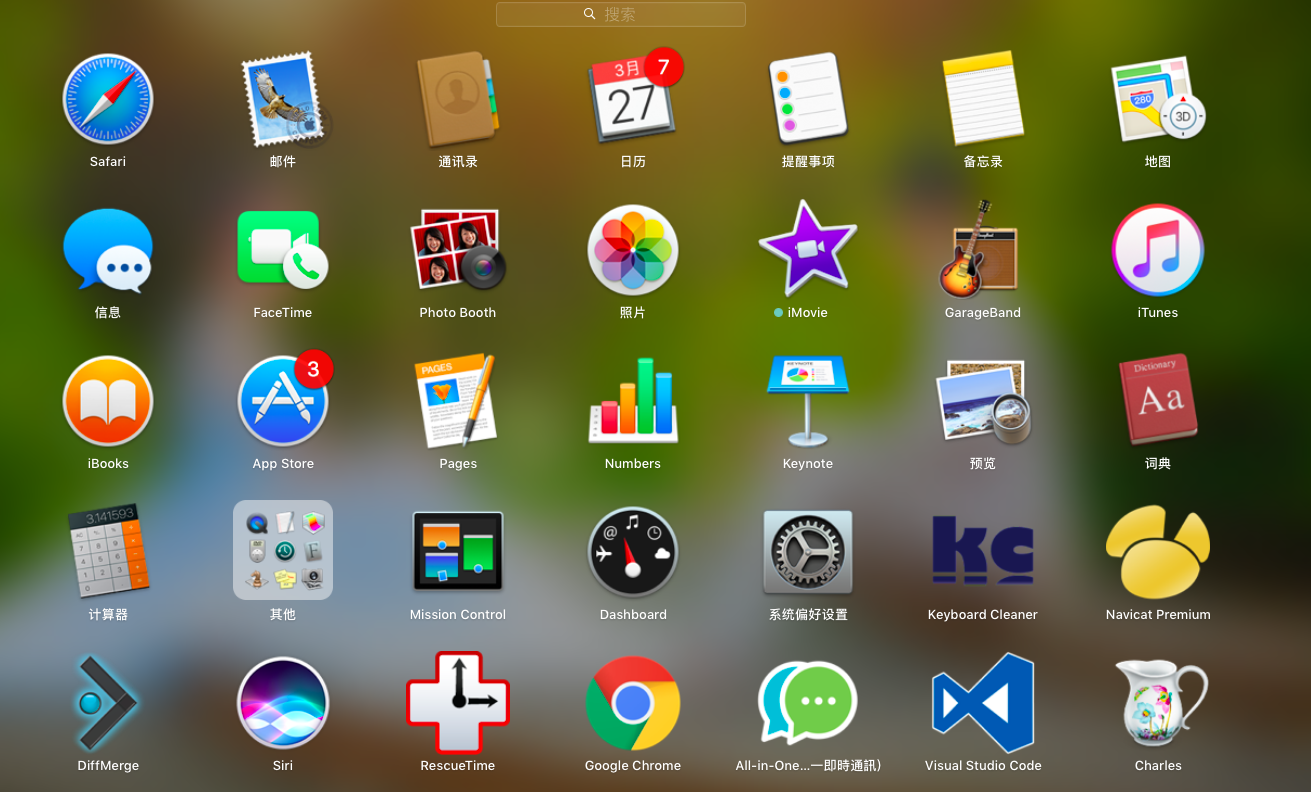 搜索
3月
7
27
280
3D
Safari
邮件
通讯录
日历
提醒事项
备忘录
地图
信息
FaceTime
Photo Booth
照片
iMovie
GarageBand
iTunes
3
PAGES
KEYNOTE
Dictionary
Aa
iBooks
App Store
Pages
Numbers
Keynote
预览
词典
3.141593
@
kc
计算器
其他
Mission Control
Dashboard
系统偏好设置
Keyboard Cleaner
Navicat Premium
DiffMerge
Siri
RescueTime
Google Chrome
All-in-One...一即時通訊)
Visual Studio Code
Charles